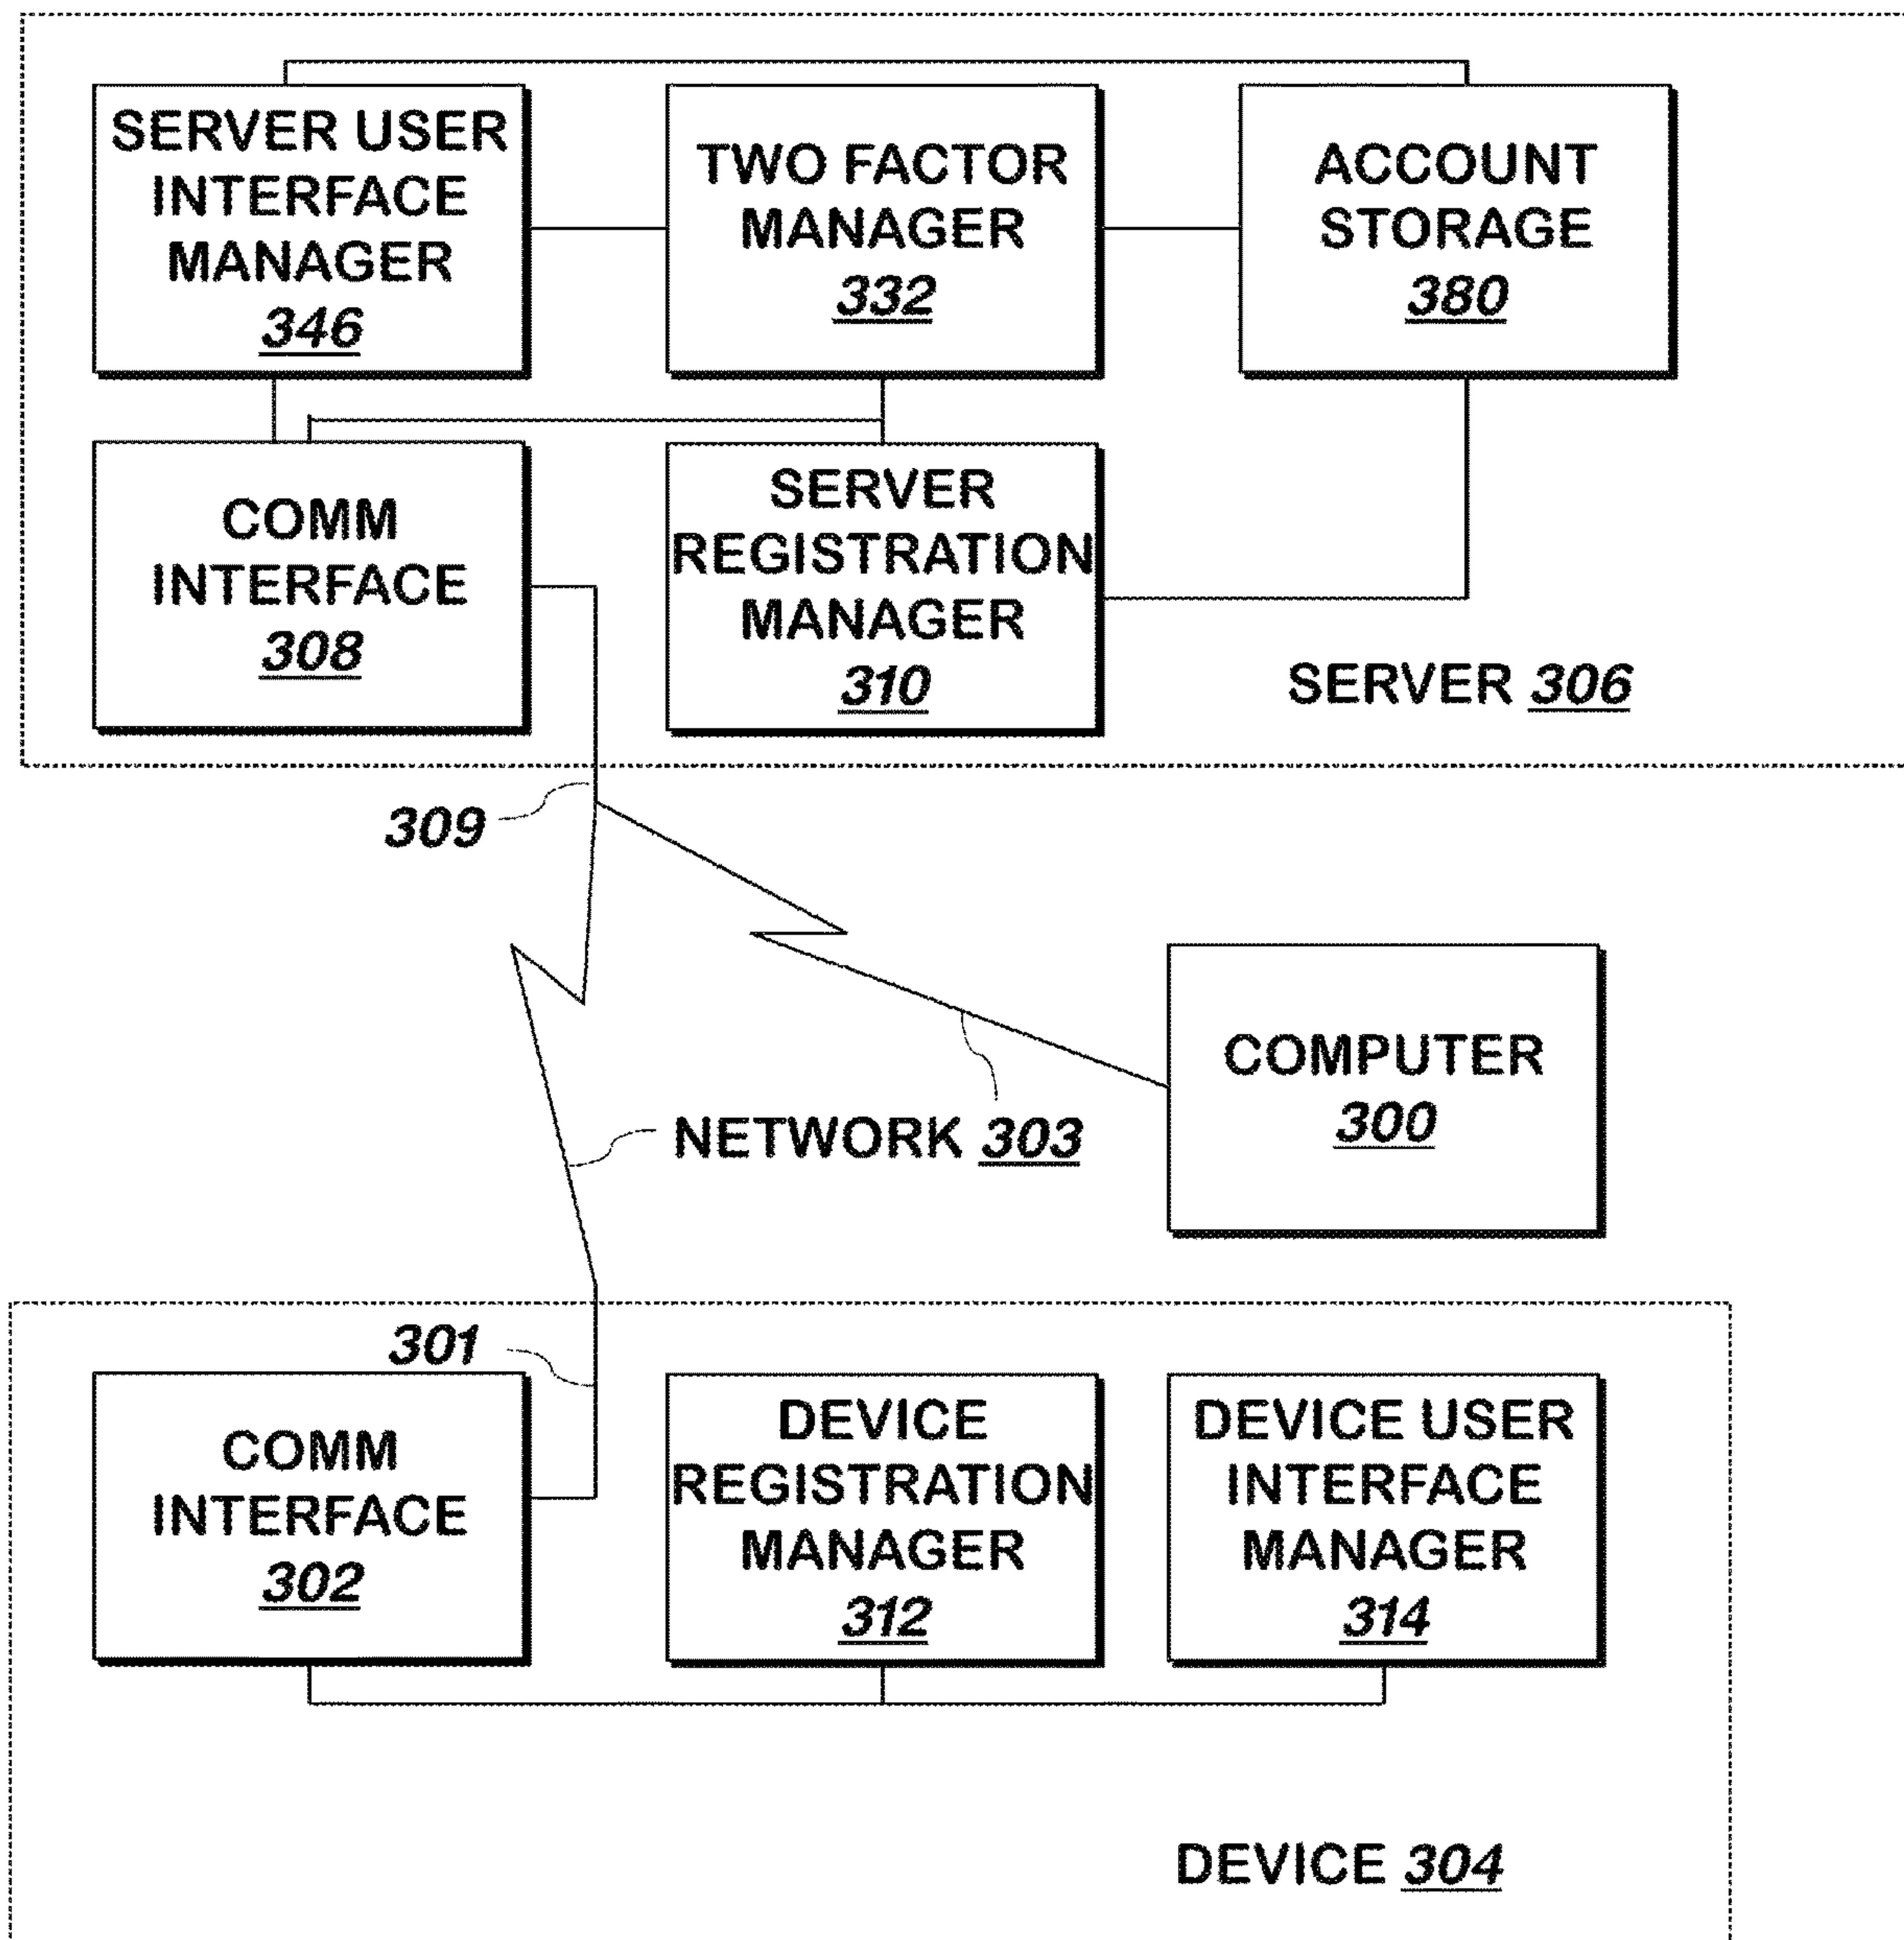 SERVER USER
INTERFACE
MANAGER
346
TWO FACTOR
MANAGER
332
ACCOUNT
STORAGE
380
COMM
INTERFACE
308
SERVER
REGISTRATION
MANAGER
310
SERVER 306
309
COMPUTER
300
NETWORK 303
301
COMM
INTERFACE
302
DEVICE
REGISTRATION
MANAGER
312
DEVICE USER
INTERFACE
MANAGER
314
DEVICE 304